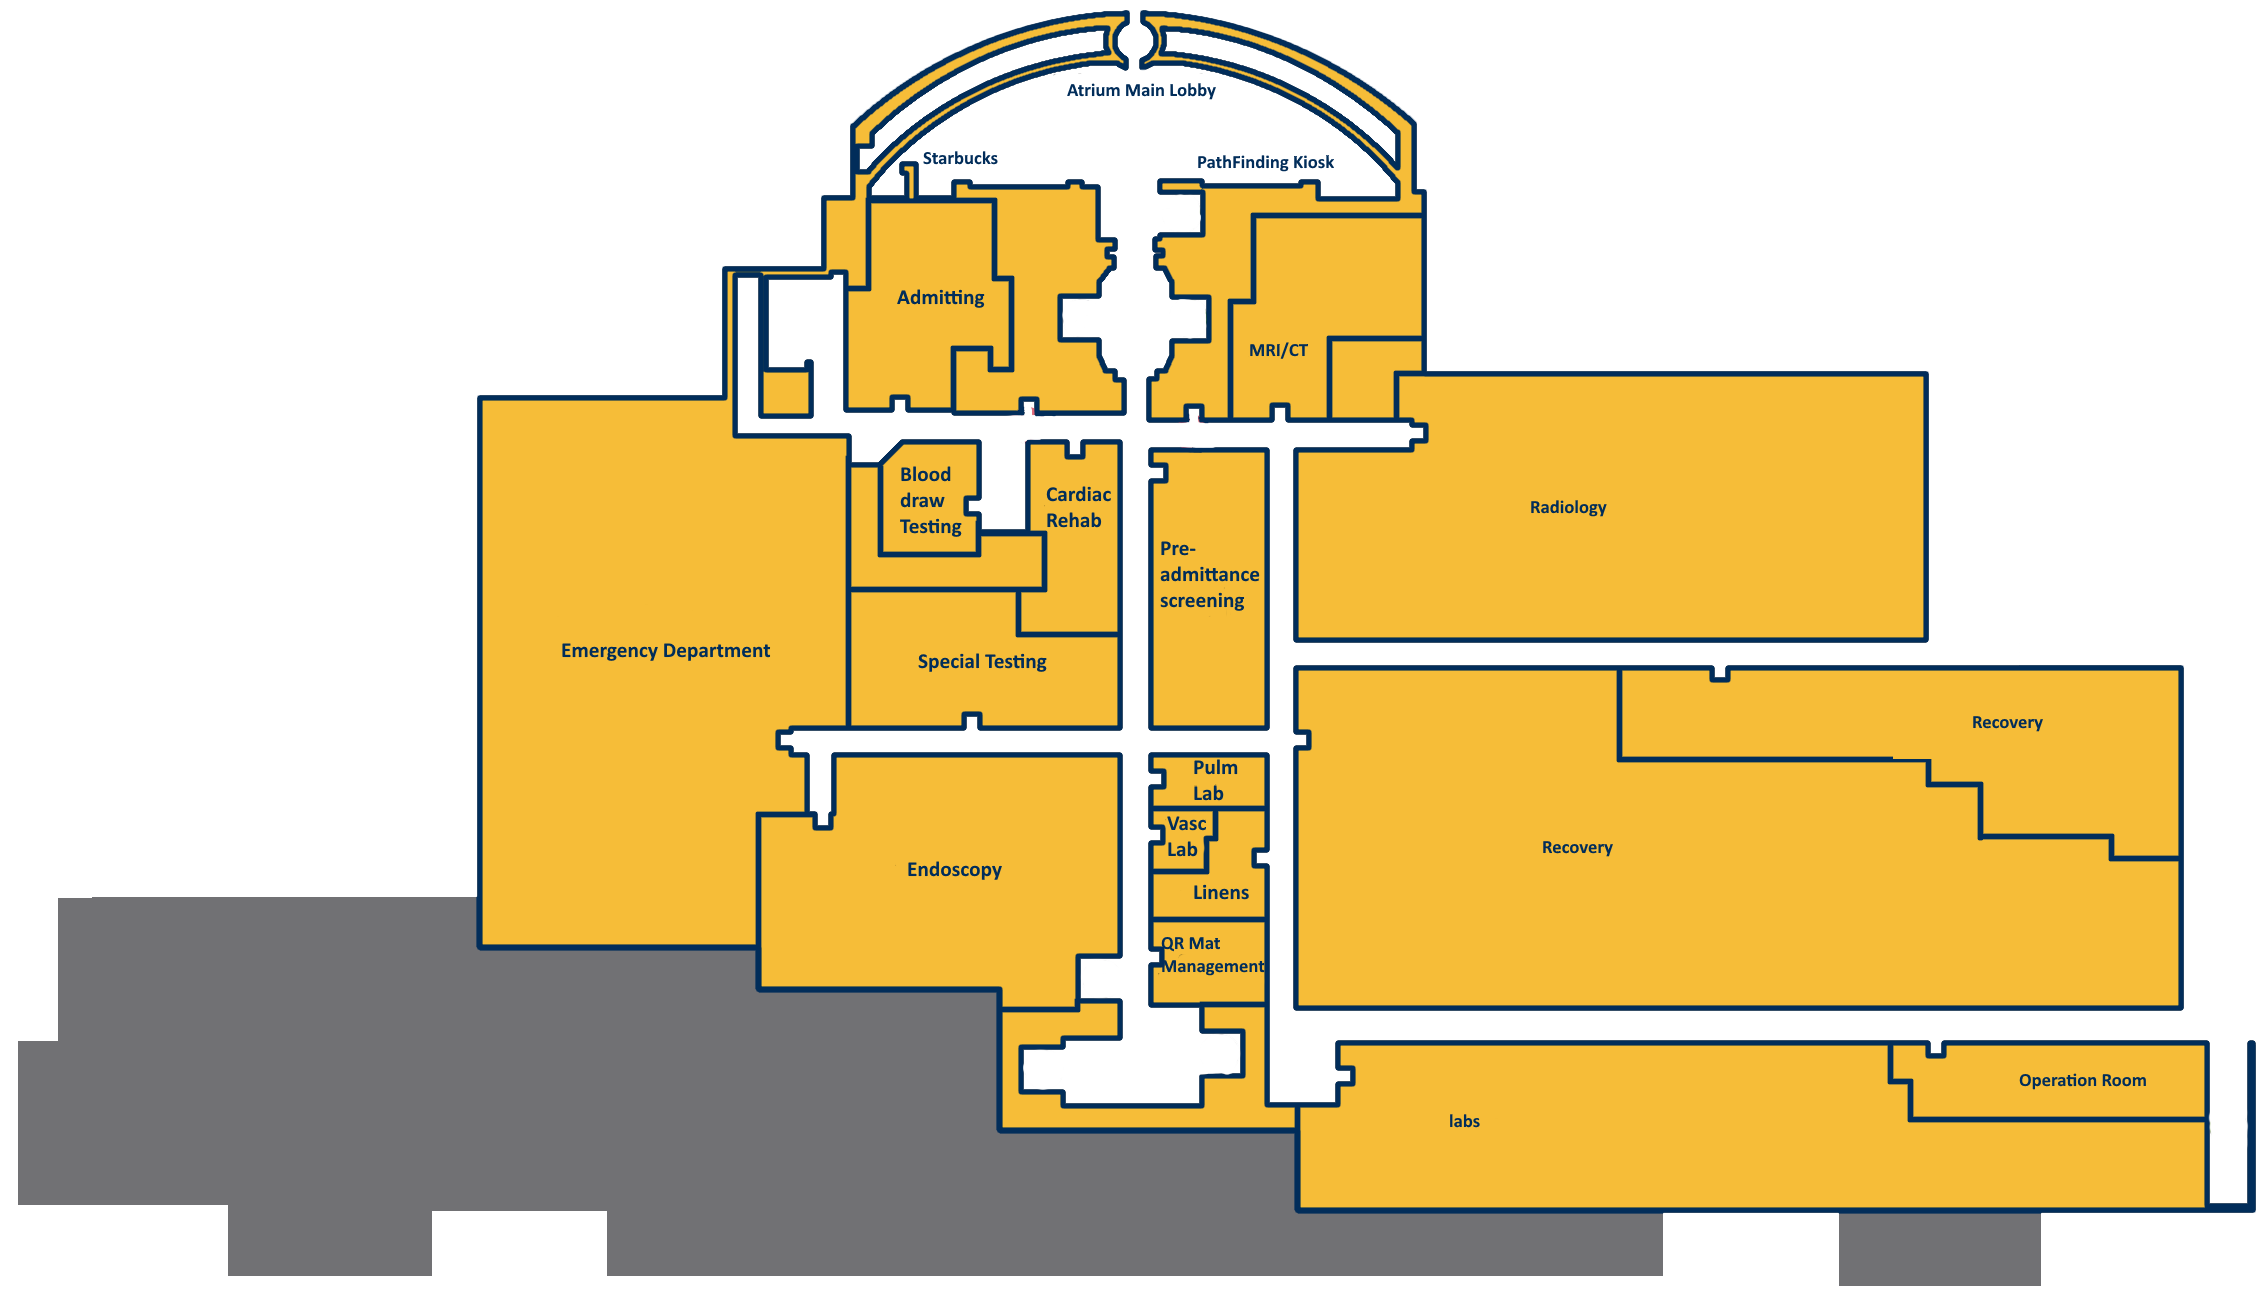 Atrium Main Lobby
Starbucks
PathFinding Kiosk
Admitting
MRI/CT
Blood
draw
Testing
Cardiac
Rehab
Radiology
Pre-
admittance
screening
Emergency Department
Special Testing
Recovery
Pulm
Lab
Vasc
Lab
Recovery
Endoscopy
Linens
QR Mat
Management
Operation Room
labs